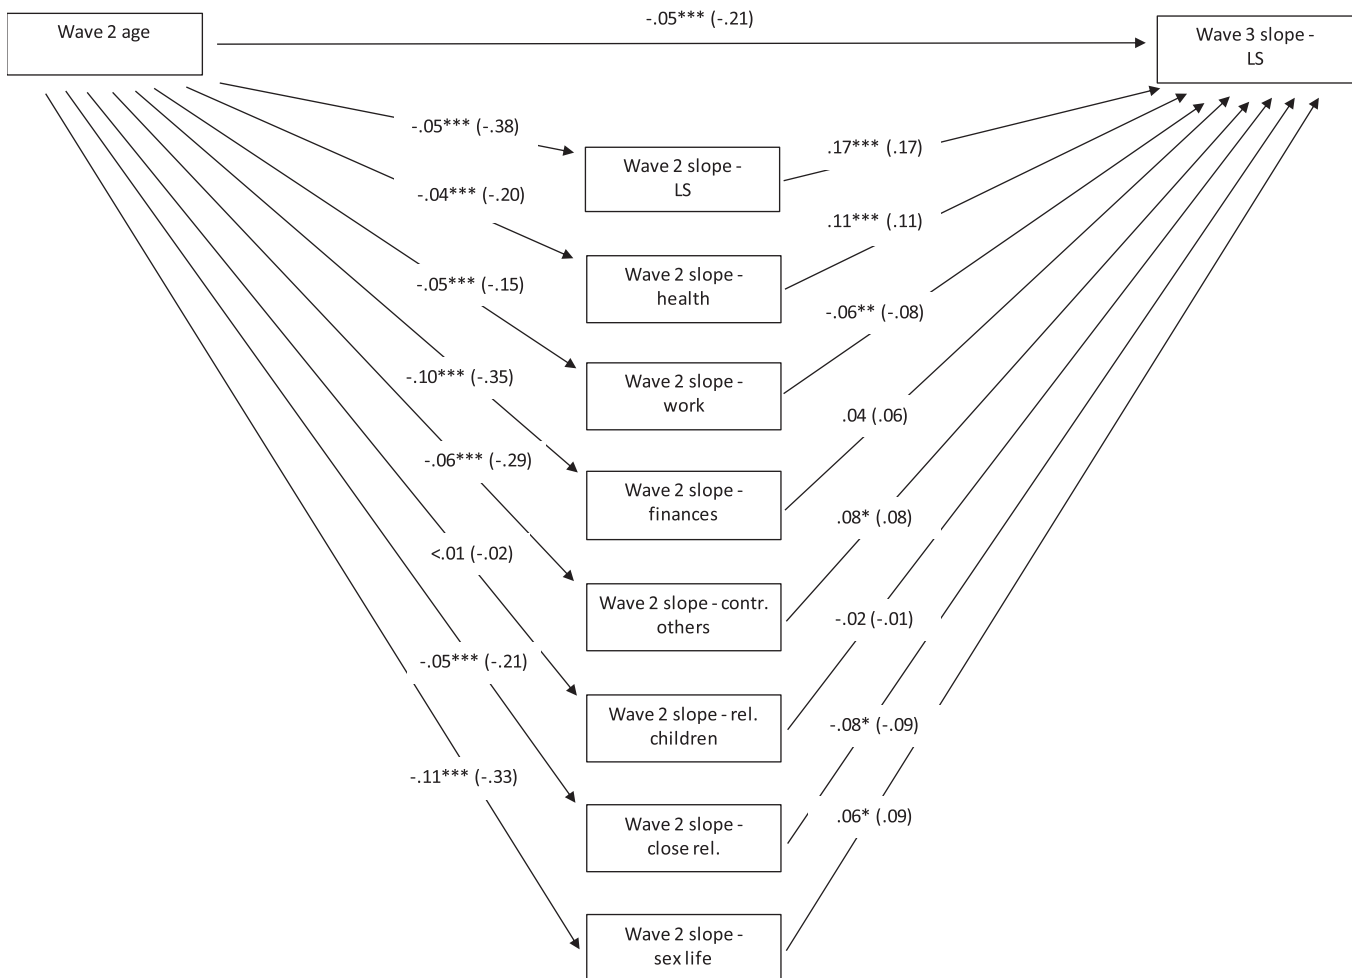 -.05*** (-.21)
Wave 2 age
Wave 3 slope -
LS
-.05*** (-.38)
Wave 2 slope -
LS
.17*** (.17)
-.04*** (-.20)
Wave 2 slope -
health
.11*** (.11)
-.05*** (-.15)
Wave 2 slope -
work
-.06** (-.08)
-.10*** (-.35)
Wave 2 slope -
finances
.04 (.06)
-.06*** (-.29)
Wave 2 slope - contr.
others
.08* (.08)
<.01 (-.02)
Wave 2 slope - rel.
children
-.02 (-.01)
-.05*** (-.21)
Wave 2 slope -
close rel.
-.08* (-.09)
-.11*** (-.33)
Wave 2 slope -
sex life
.06* (.09)